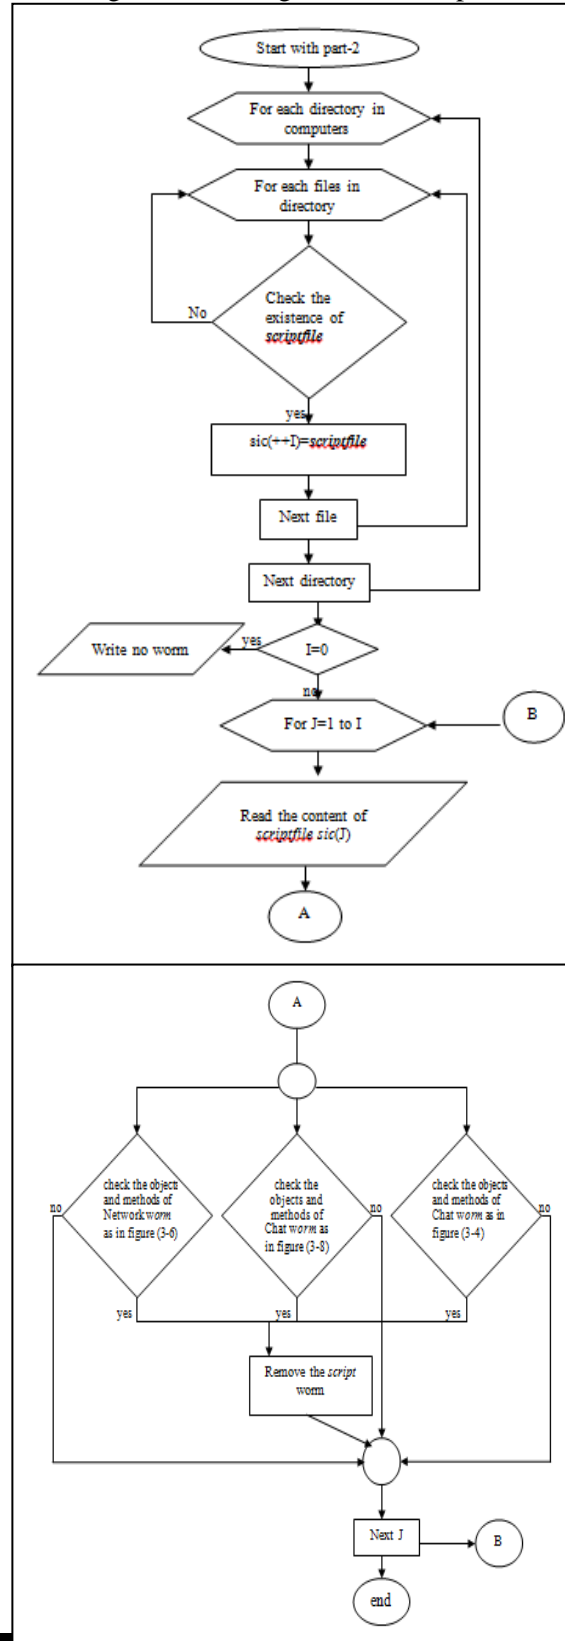 Start with part-2
For each directory in
computers
For each files in
directory
Check the
existence of
scriptfile
No
yes
sic(++I)=scriptfile
Next file
Next directory
I=0
yes
Write no worm
no
For J=1 to I
B
Read the content of
scriptfile sic(J)
A
A
check the objects
and methods of
Network worm
as in figure (3-6)
no
yes
check the
objects and
methods of
Chat worm as
in figure (3-8)
no
yes
check the objects
and methods of
Chat worm as in
figure (3-4)
no
yes
Remove the script
worm
Next J
B
end